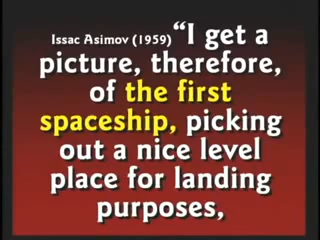 Issac Asimov (1959) “I get a
picture, therefore,
of the first
spaceship, picking
out a nice level
place for landing
purposes,